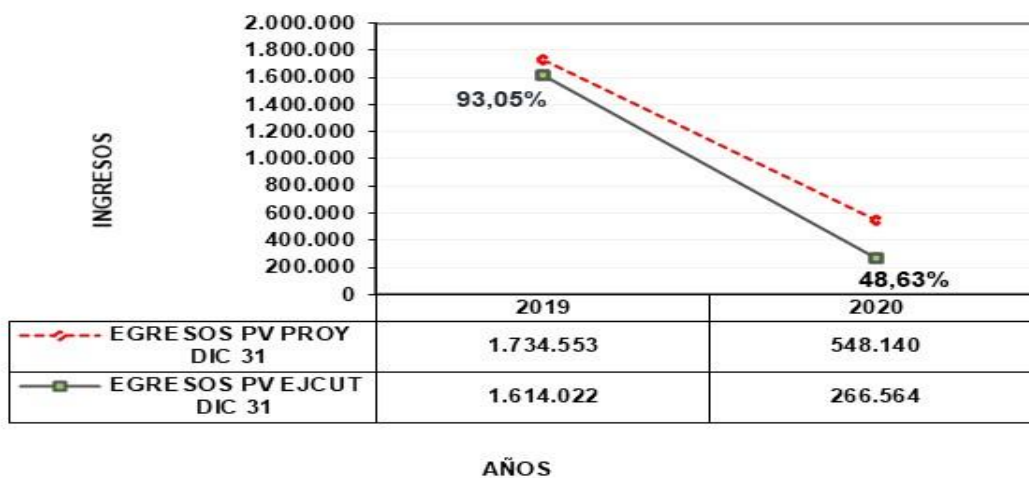 2.000.000
1.800.000
1.600.000
1.400.000
1.200.000
1.000.000
800.000
600.000
400.000
200.000
0
INGRESOS
93,05%
48,63%
2019 2020
EGRESOS PV PROY
DIC 31
1.734.553 548.140
EGRESOS PV EJCUT
DIC 31
1.614.022 266.564
AÑOS